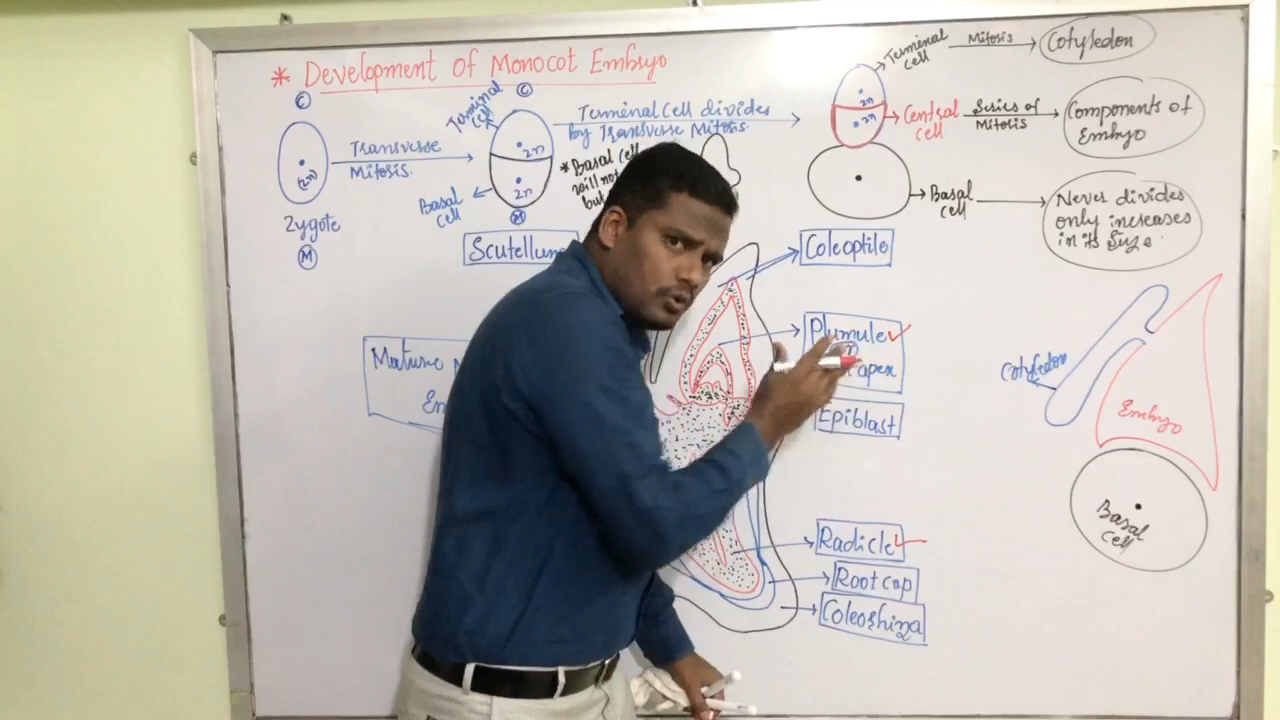 * Development of Monocot Embryo
C
(2n)
Zygote
M
Transverse
Mitosis.
C
Terminal
cell
2n
2n
Basal
cell
M
Terminal Cell divides
by Transverse Mitosis.
* Basal cell
will not
but
2n
2n
Terminal
cell
Mitosis
Cotyledon
Central
cell
Series of
Mitosis
Components of
Embryo
Basal
cell
Never divides
only increases
in its Size.
Scutellum
Coleoptile
Mature
Plumule
apex
Epiblast
Radicle
Root cap
Coleorhiza
Cotyledon
Embryo
Basal
cell